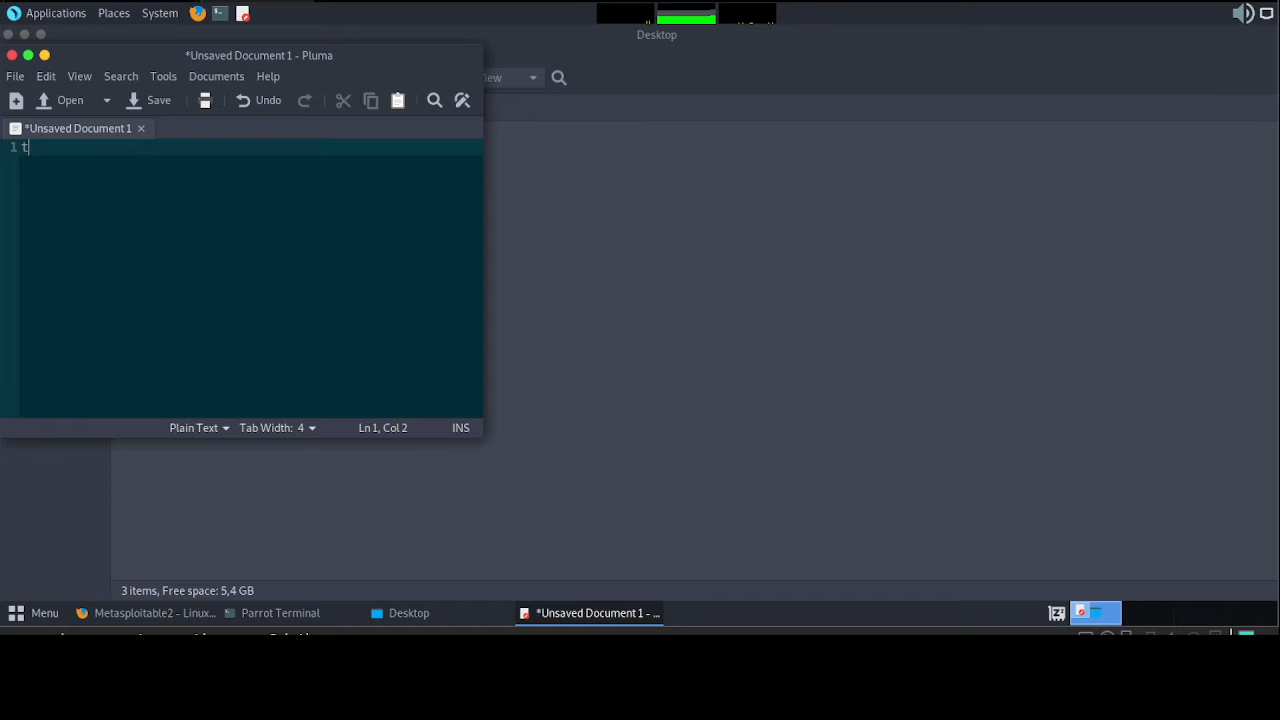 Applications Places System
Desktop
*Unsaved Document 1 - Pluma
File Edit View Search Tools Documents Help
iew
Open Save Undo
*Unsaved Document 1
1 t
Plain Text Tab Width: 4 Ln 1, Col 2 INS
3 items, Free space: 5,4 GB
Menu Metasploitable2 - Linux... Parrot Terminal Desktop *Unsaved Document 1 - ...